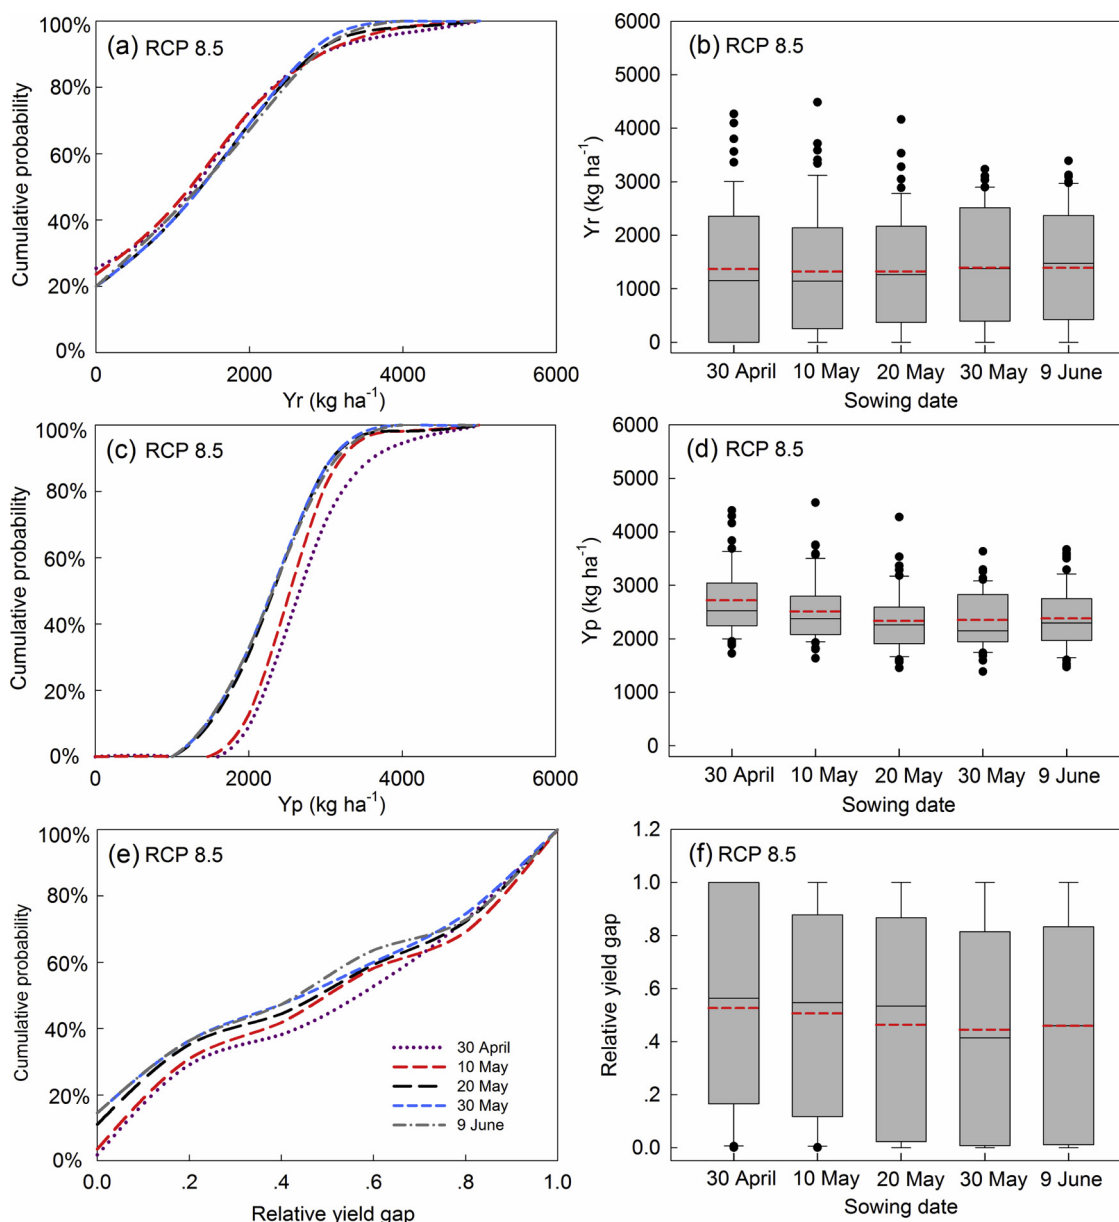 (a) RCP 8.5
100%
80%
60%
40%
20%
0%
Cumulative probability
0 2000 4000 6000
Yr (kg ha⁻¹)
(b) RCP 8.5
6000
5000
4000
3000
2000
1000
0
Yr (kg ha⁻¹)
30 April 10 May 20 May 30 May 9 June
Sowing date
(c) RCP 8.5
100%
80%
60%
40%
20%
0%
Cumulative probability
0 2000 4000 6000
Yp (kg ha⁻¹)
(d) RCP 8.5
6000
5000
4000
3000
2000
1000
0
Yp (kg ha⁻¹)
30 April 10 May 20 May 30 May 9 June
Sowing date
(e) RCP 8.5
100%
80%
60%
40%
20%
0%
Cumulative probability
30 April
10 May
20 May
30 May
9 June
0.0 .2 .4 .6 .8 1.0
Relative yield gap
(f) RCP 8.5
1.2
1.0
.8
.6
.4
.2
0.0
Relative yield gap
30 April 10 May 20 May 30 May 9 June
Sowing date